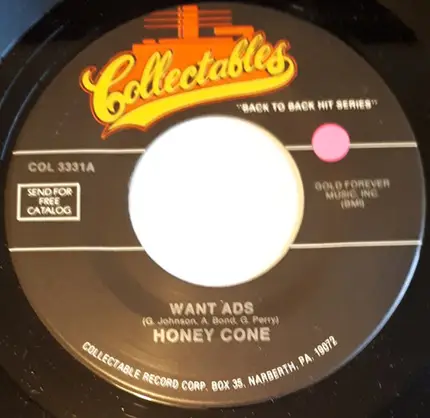 Collectables
"BACK TO BACK HIT SERIES"
COL 3331A
SEND FOR
FREE
CATALOG
GOLD FOREVER
MUSIC, INC.
(BMI)
WANT ADS
(G. Johnson, A. Bond, G. Perry)
HONEY CONE
COLLECTABLE RECORD CORP. BOX 35, NARBERTH, PA. 19072